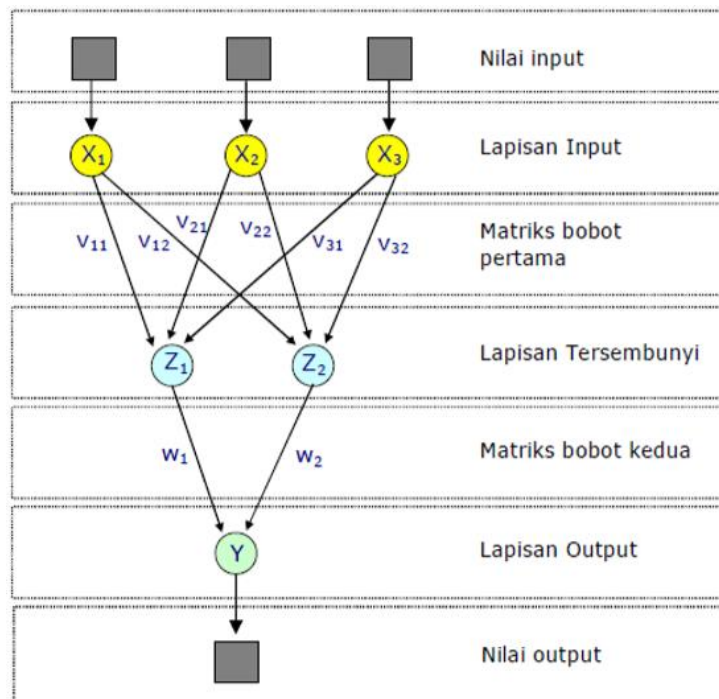 Nilai input
X₁ X₂ X₃ Lapisan Input
V₁₁ V₁₂ V₂₁ V₂₂ V₃₁ V₃₂ Matriks bobot
pertama
Z₁ Z₂ Lapisan Tersembunyi
w₁ w₂ Matriks bobot kedua
Y Lapisan Output
Nilai output